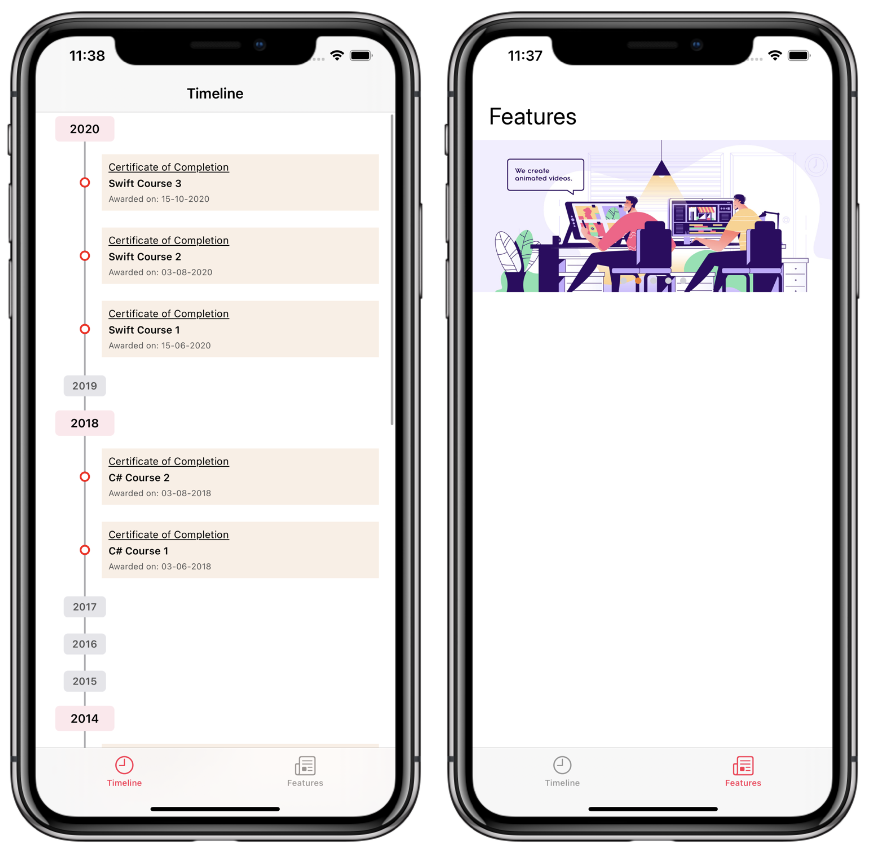 11:38
Timeline
2020
Certificate of Completion
Swift Course 3
Awarded on: 15-10-2020
Certificate of Completion
Swift Course 2
Awarded on: 03-08-2020
Certificate of Completion
Swift Course 1
Awarded on: 15-06-2020
2019
2018
Certificate of Completion
C# Course 2
Awarded on: 03-08-2018
Certificate of Completion
C# Course 1
Awarded on: 03-06-2018
2017
2016
2015
2014
Timeline
Features
11:37
Features
We create
animated videos.
Timeline
Features